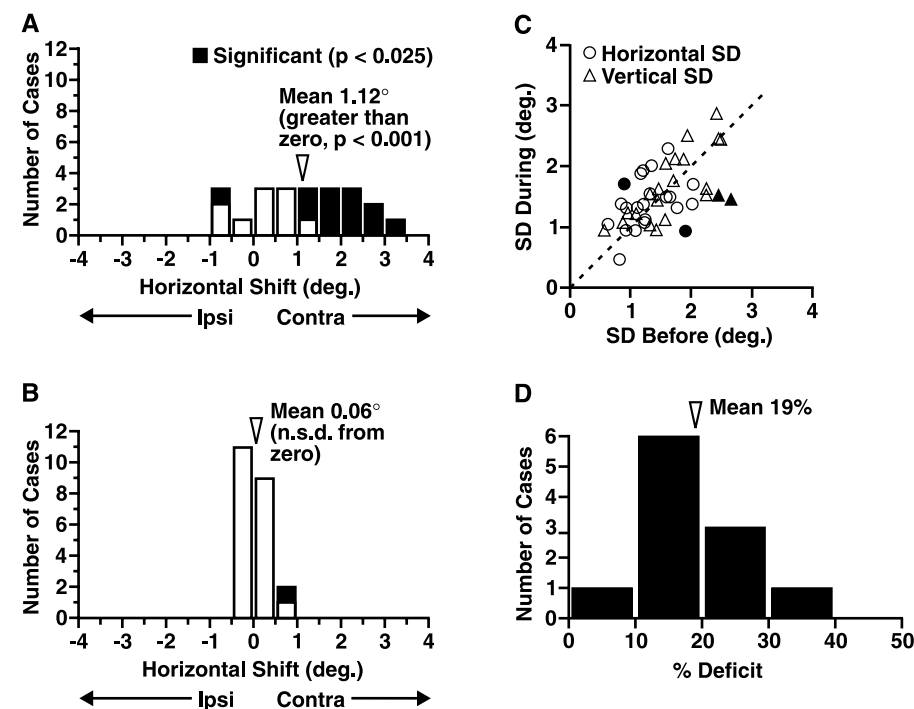 A
Number of Cases
12
10
8
6
4
2
0
Significant (p < 0.025)
Mean 1.12°
(greater than
zero, p < 0.001)
-4 -3 -2 -1 0 1 2 3 4
Horizontal Shift (deg.)
Ipsi Contra
B
Number of Cases
12
10
8
6
4
2
0
Mean 0.06°
(n.s.d. from
zero)
-4 -3 -2 -1 0 1 2 3 4
Horizontal Shift (deg.)
Ipsi Contra
C
SD During (deg.)
4
3
2
1
0
Horizontal SD
Vertical SD
0 1 2 3 4
SD Before (deg.)
D
Number of Cases
6
5
4
3
2
1
0
Mean 19%
0 10 20 30 40 50
% Deficit